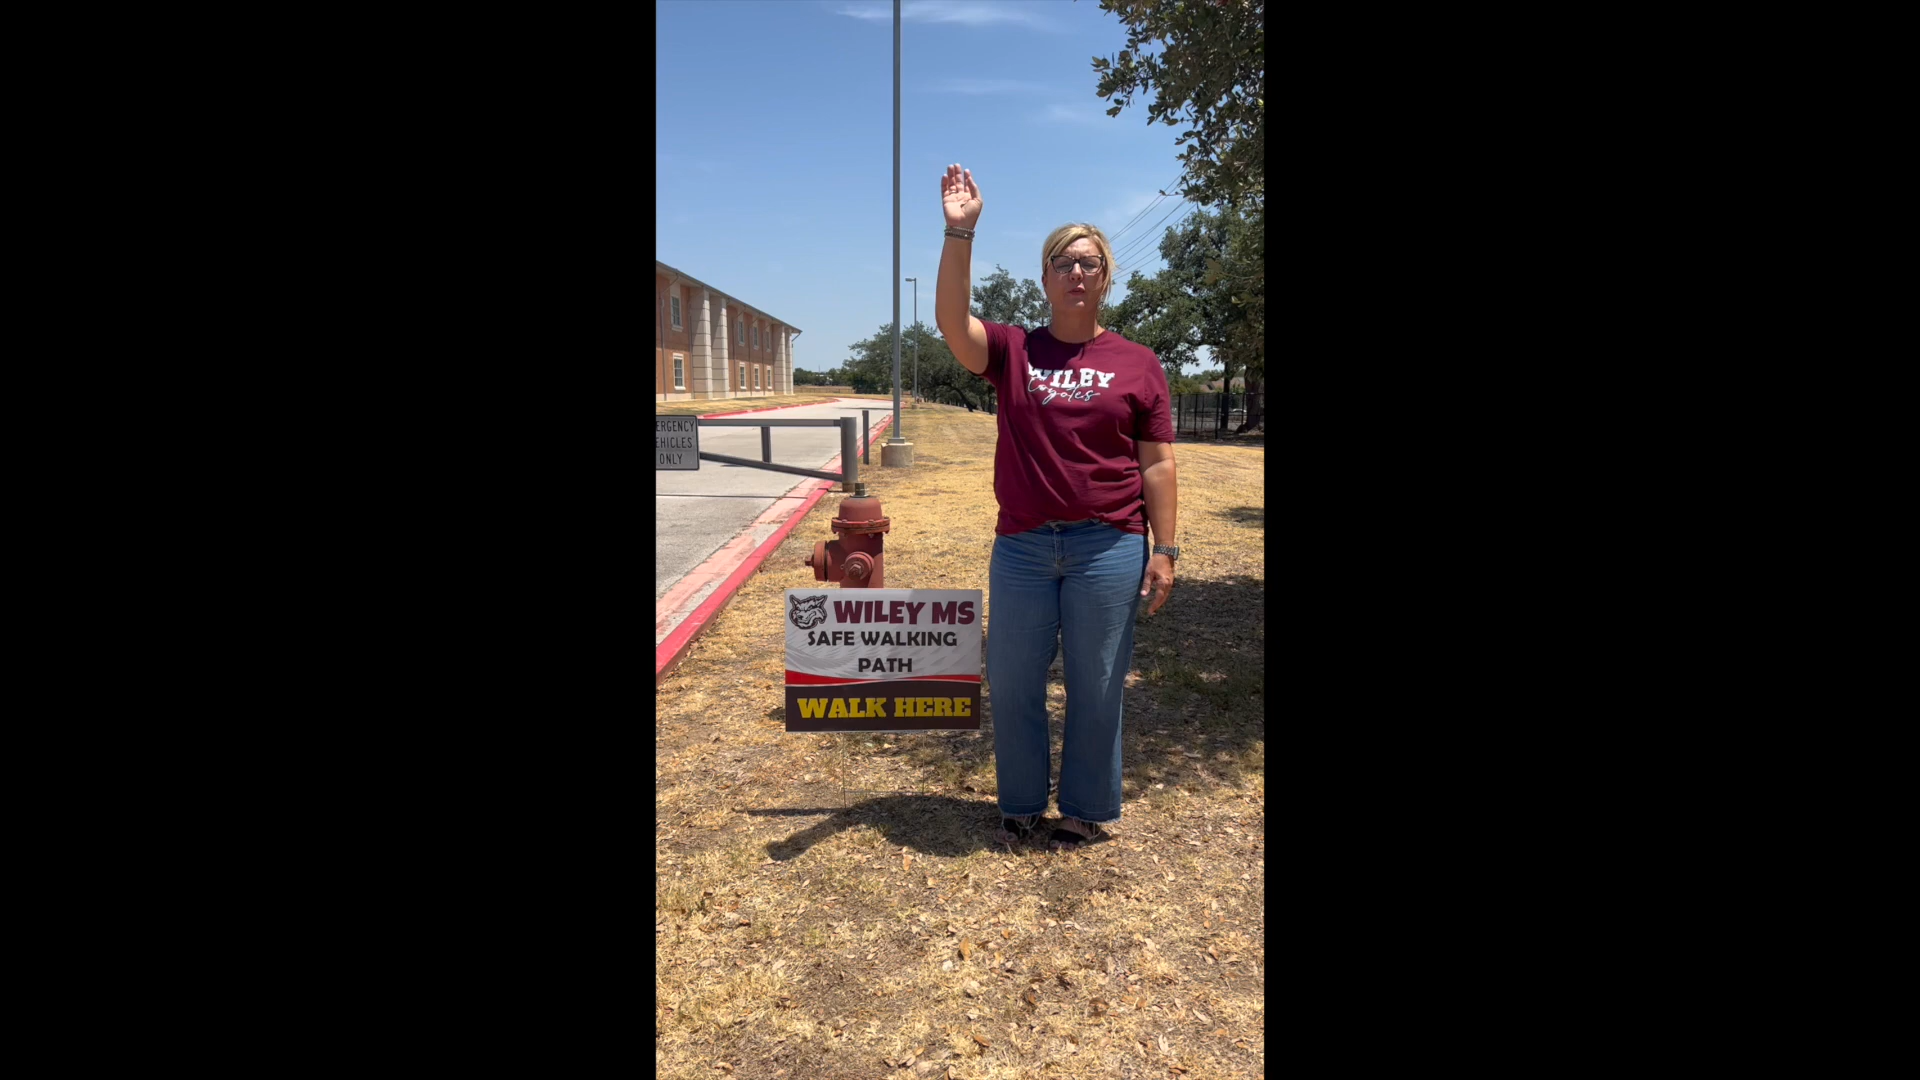 WILEY
Coyotes
ERGENCY
EHICLES
ONLY
WILEY MS
SAFE WALKING
PATH
WALK HERE